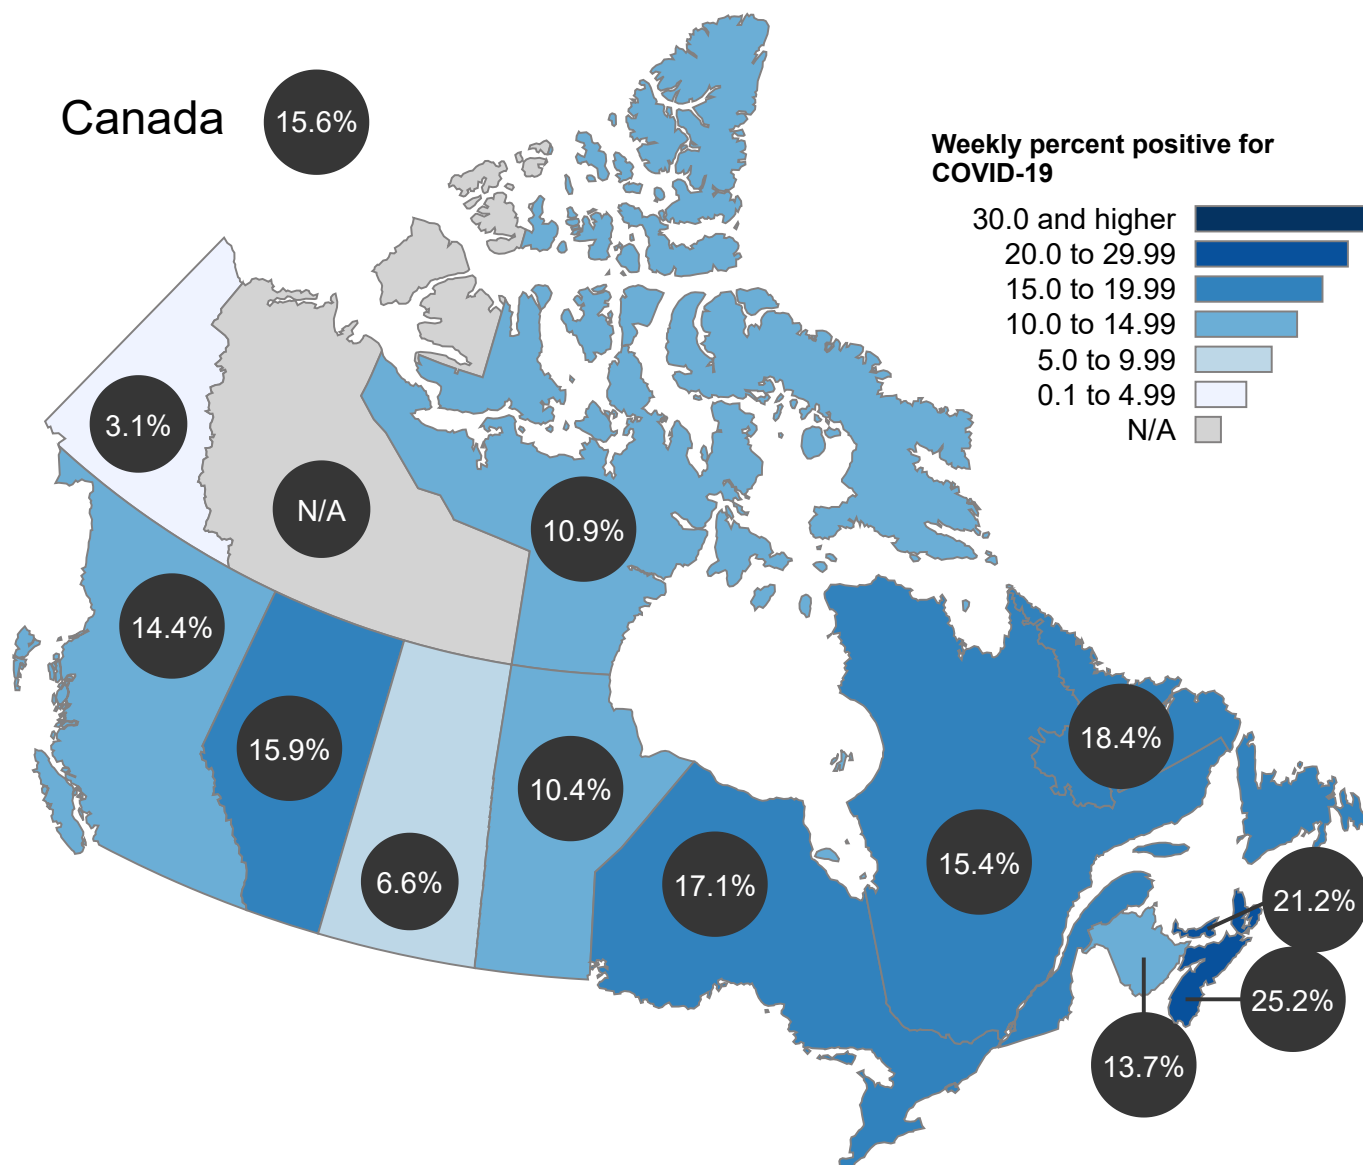 Canada
15.6%
Weekly percent positive for
COVID-19
30.0 and higher
20.0 to 29.99
15.0 to 19.99
10.0 to 14.99
5.0 to 9.99
0.1 to 4.99
N/A
3.1%
N/A
10.9%
14.4%
15.9%
6.6%
10.4%
17.1%
15.4%
18.4%
21.2%
25.2%
13.7%